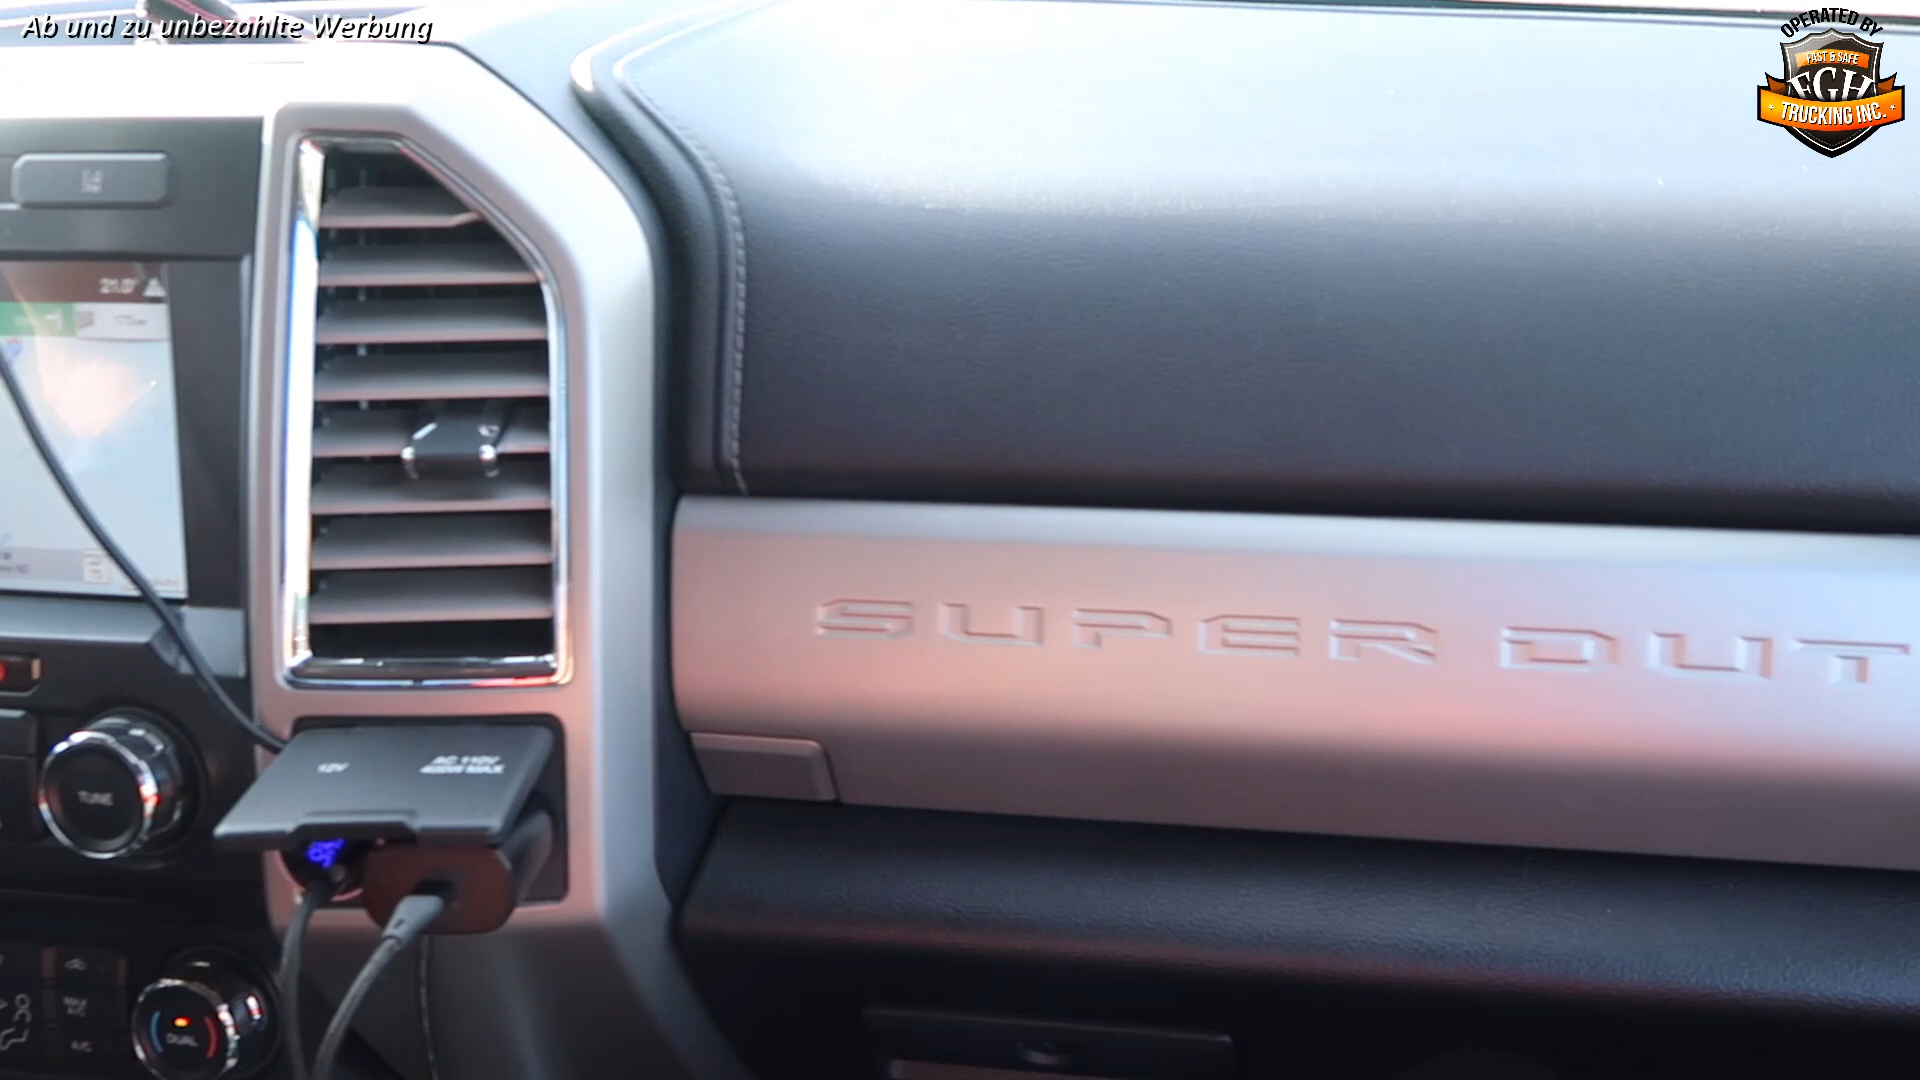 Ab und zu unbezahlte Werbung
OPERATED BY
FAST & SAFE
FGH
TRUCKING INC.
SUPER DUT
12V
AC 110V
400W MAX
TUNE
MAX
A/C
A/C
DUAL